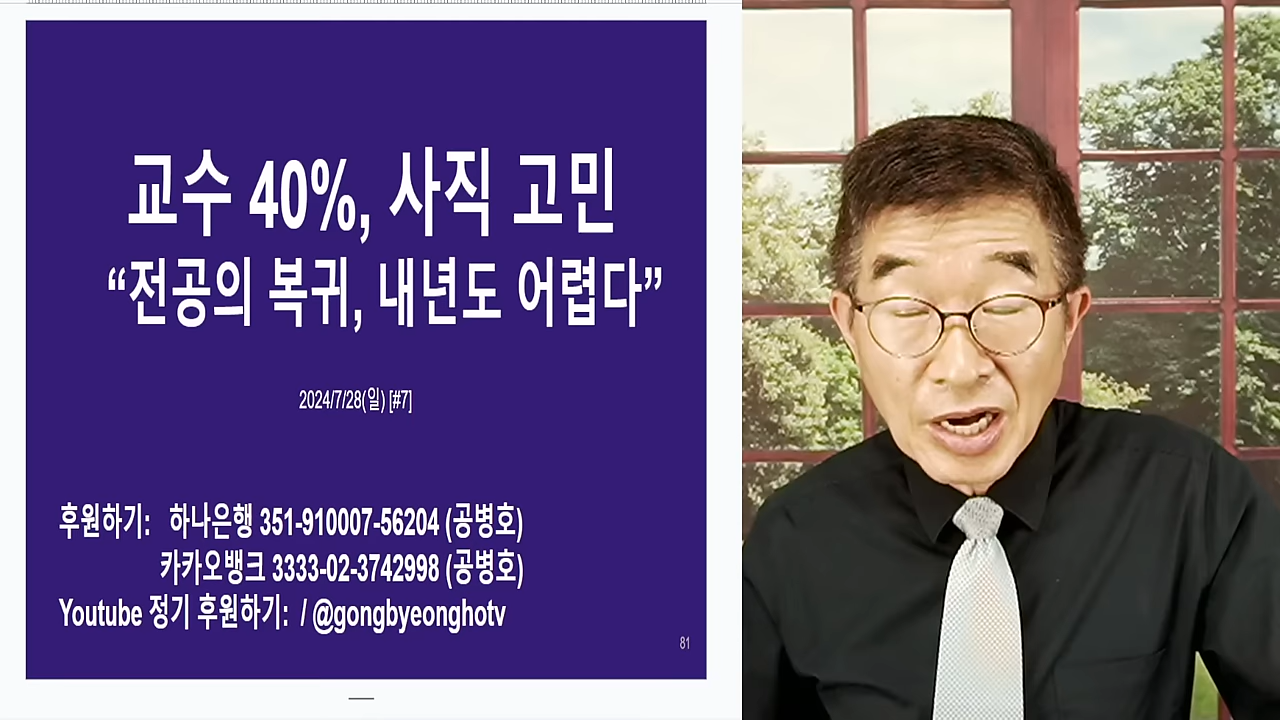 교수 40%, 사직 고민
“전공의 복귀, 내년도 어렵다”
2024/7/28(일) [#7]
후원하기: 하나은행 351-910007-56204 (공병호)
카카오뱅크 3333-02-3742998 (공병호)
Youtube 정기 후원하기: / @gongbyeonghotv
81